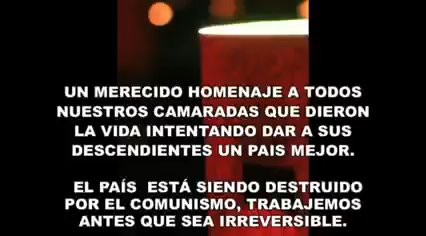 UN MERECIDO HOMENAJE A TODOS
NUESTROS CAMARADAS QUE DIERON
LA VIDA INTENTANDO DAR A SUS
DESCENDIENTES UN PAIS MEJOR.
EL PAÍS ESTÁ SIENDO DESTRUIDO
POR EL COMUNISMO, TRABAJEMOS
ANTES QUE SEA IRREVERSIBLE.